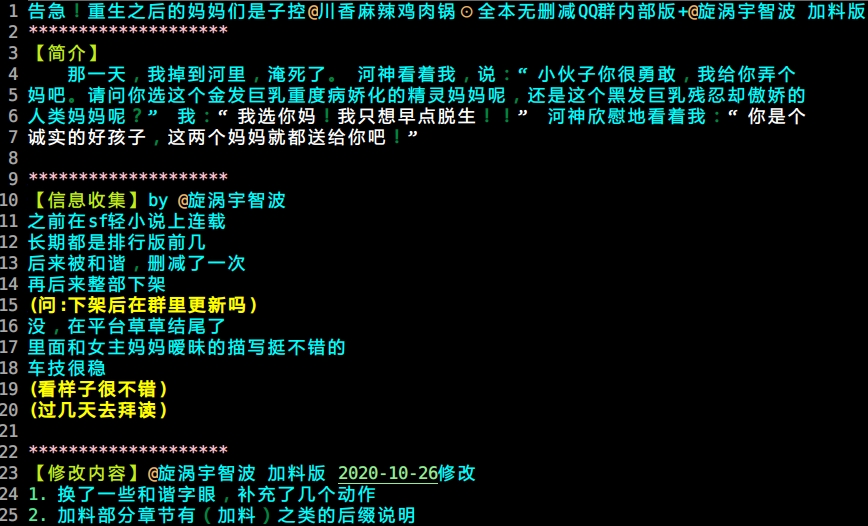 1 告急！重生之后的妈妈们是子控@川香麻辣鸡肉锅⊙全本无删减QQ群内部版+@旋涡宇智波 加料版
2 ********************
3 【简介】
4 那一天，我掉到河里，淹死了。 河神看着我，说：“ 小伙子你很勇敢，我给你弄个
5 妈吧。请问你选这个金发巨乳重度病娇化的精灵妈妈呢，还是这个黑发巨乳残忍却傲娇的
6 人类妈妈呢？” 我：“ 我选你妈！我只想早点脱生！！” 河神欣慰地看着我：“ 你是个
7 诚实的好孩子，这两个妈妈就都送给你吧！”
8
9 ********************
10 【信息收集】by @旋涡宇智波
11 之前在sf轻小说上连载
12 长期都是排行版前几
13 后来被和谐，删减了一次
14 再后来整部下架
15 (问:下架后在群里更新吗)
16 没，在平台草草结尾了
17 里面和女主妈妈暧昧的描写挺不错的
18 车技很稳
19 (看样子很不错)
20 (过几天去拜读)
21
22 ********************
23 【修改内容】@旋涡宇智波 加料版 2020-10-26修改
24 1. 换了一些和谐字眼，补充了几个动作
25 2. 加料部分章节有（加料）之类的后缀说明